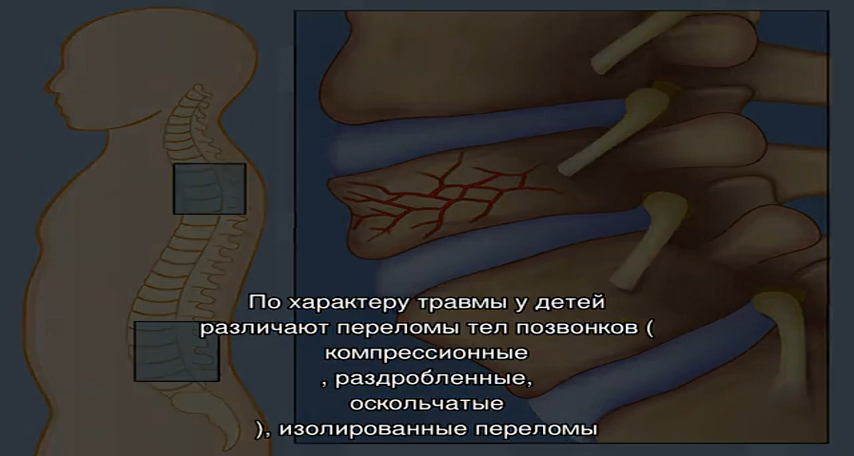 По характеру травмы у детей
различают переломы тел позвонков (
компрессионные
, раздробленные,
оскольчатые
), изолированные переломы